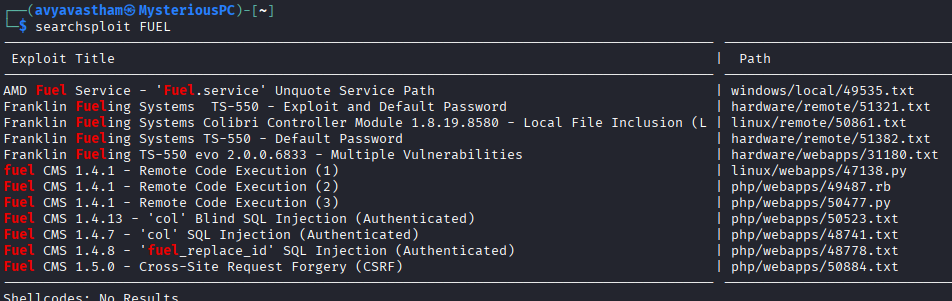 ┌──(avyavastham㉿MysteriousPC)-[~]
└─$ searchsploit FUEL
Exploit Title | Path
AMD Fuel Service - 'Fuel.service' Unquote Service Path | windows/local/49535.txt
Franklin Fueling Systems  TS-550 - Exploit and Default Password | hardware/remote/51321.txt
Franklin Fueling Systems Colibri Controller Module 1.8.19.8580 - Local File Inclusion (L | linux/remote/50861.txt
Franklin Fueling Systems TS-550 - Default Password | hardware/remote/51382.txt
Franklin Fueling TS-550 evo 2.0.0.6833 - Multiple Vulnerabilities | hardware/webapps/31180.txt
fuel CMS 1.4.1 - Remote Code Execution (1) | linux/webapps/47138.py
Fuel CMS 1.4.1 - Remote Code Execution (2) | php/webapps/49487.rb
Fuel CMS 1.4.1 - Remote Code Execution (3) | php/webapps/50477.py
Fuel CMS 1.4.13 - 'col' Blind SQL Injection (Authenticated) | php/webapps/50523.txt
Fuel CMS 1.4.7 - 'col' SQL Injection (Authenticated) | php/webapps/48741.txt
Fuel CMS 1.4.8 - 'fuel_replace_id' SQL Injection (Authenticated) | php/webapps/48778.txt
Fuel CMS 1.5.0 - Cross-Site Request Forgery (CSRF) | php/webapps/50884.txt
Shellcodes: No Results